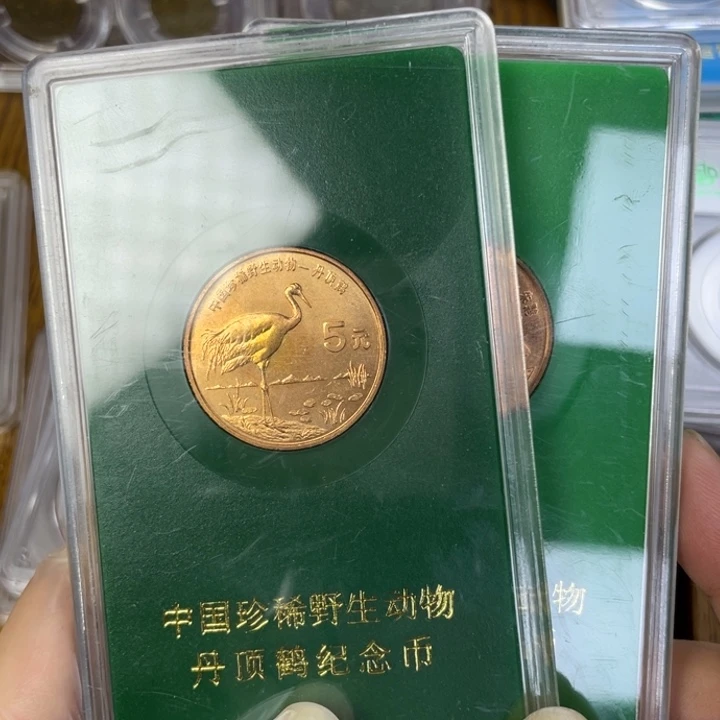 中国珍稀野生动物—丹顶鹤
5元
中国珍稀野生动物
丹顶鹤纪念币
物